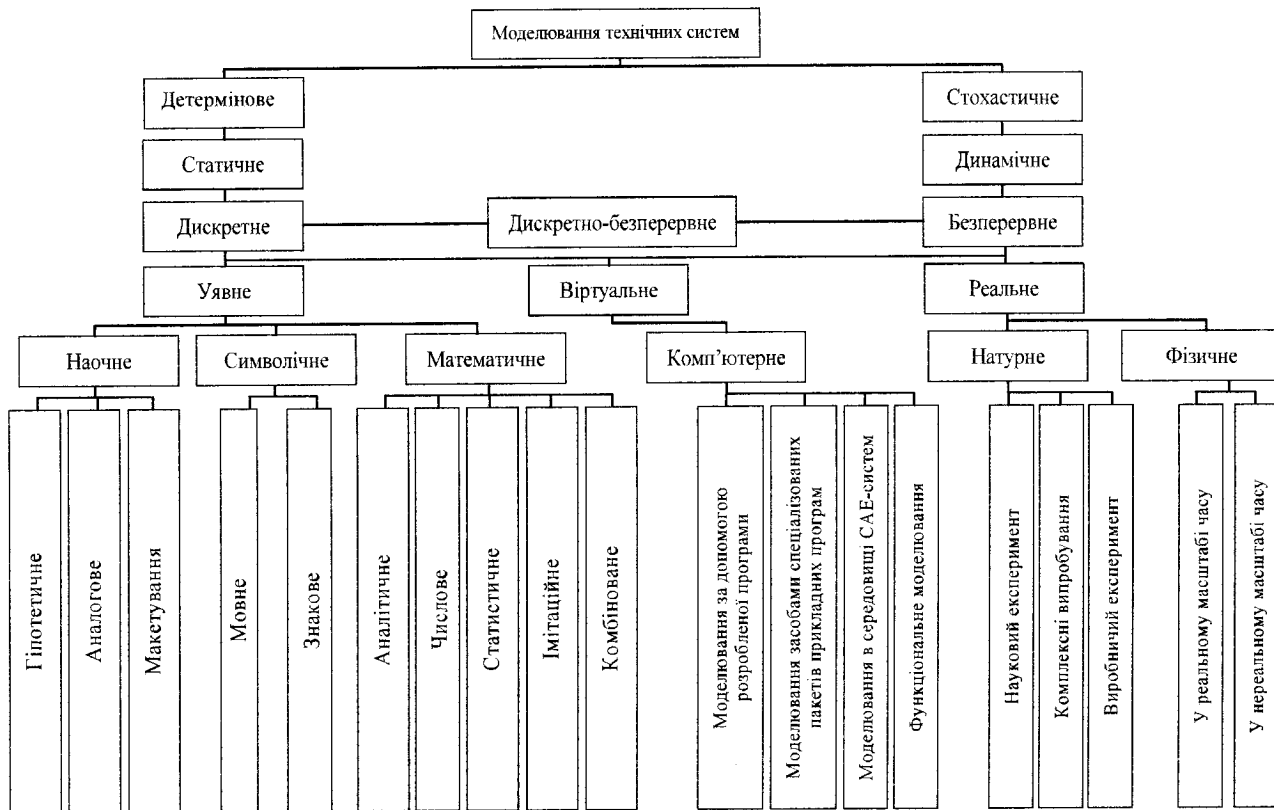 Моделювання технічних систем
Детермінове
Стохастичне
Статичне
Динамічне
Дискретне
Дискретно-безперервне
Безперервне
Уявне
Віртуальне
Реальне
Наочне
Символічне
Математичне
Комп'ютерне
Натурне
Фізичне
Гіпотетичне
Аналогове
Макетування
Мовне
Знакове
Аналітичне
Числове
Статистичне
Імітаційне
Комбіноване
Моделювання за допомогою
розробленої програми
Моделювання засобами спеціалізованих
пакетів прикладних програм
Моделювання в середовищі САЕ-систем
Функціональне моделювання
Науковий експеримент
Комплексні випробування
Виробничий експеримент
У реальному масштабі часу
У нереальному масштабі часу